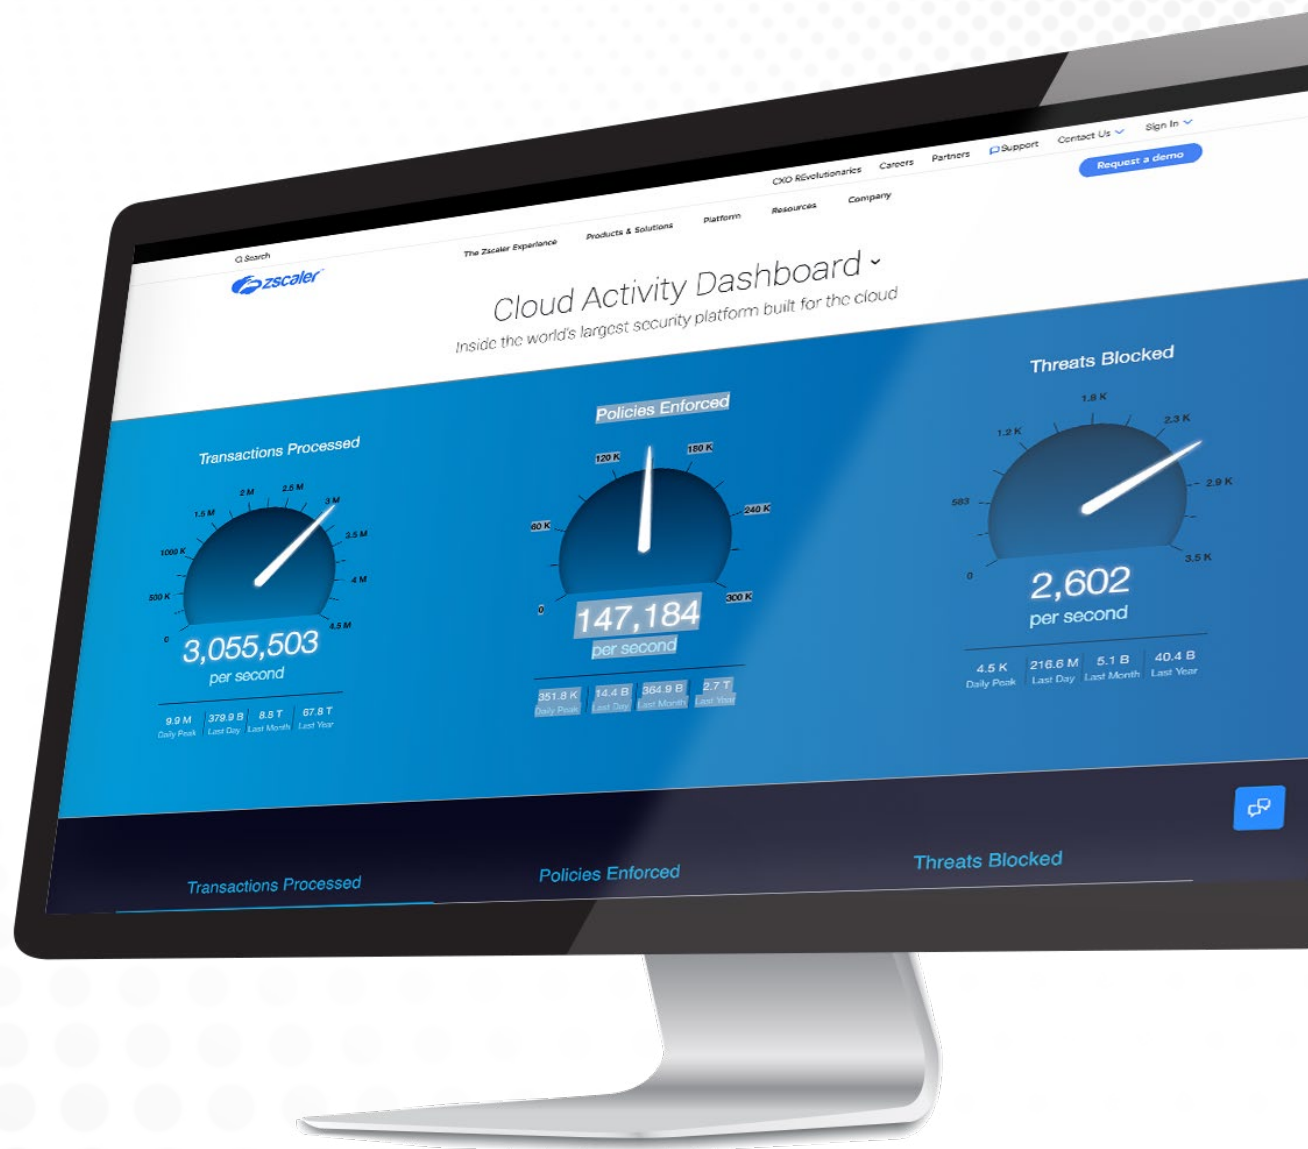 Search
CXO REvolutionaries Careers Partners Support Contact Us Sign In
zscaler
The Zscaler Experience Products & Solutions Platform Resources Company
Request a demo
Cloud Activity Dashboard
Inside the world's largest security platform built for the cloud
Transactions Processed
0
500 K
1000 K
1.5 M
2 M
2.5 M
3 M
3.5 M
4 M
4.5 M
3,055,503
per second
9.9 M 379.9 B 8.8 T 67.8 T
Daily Peak Last Day Last Month Last Year
Policies Enforced
0
60 K
120 K
180 K
240 K
300 K
147,184
per second
351.8 K 14.4 B 364.9 B 2.7 T
Daily Peak Last Day Last Month Last Year
Threats Blocked
0
583
1.2 K
1.8 K
2.3 K
2.9 K
3.5 K
2,602
per second
4.5 K 216.6 M 5.1 B 40.4 B
Daily Peak Last Day Last Month Last Year
Transactions Processed Policies Enforced Threats Blocked